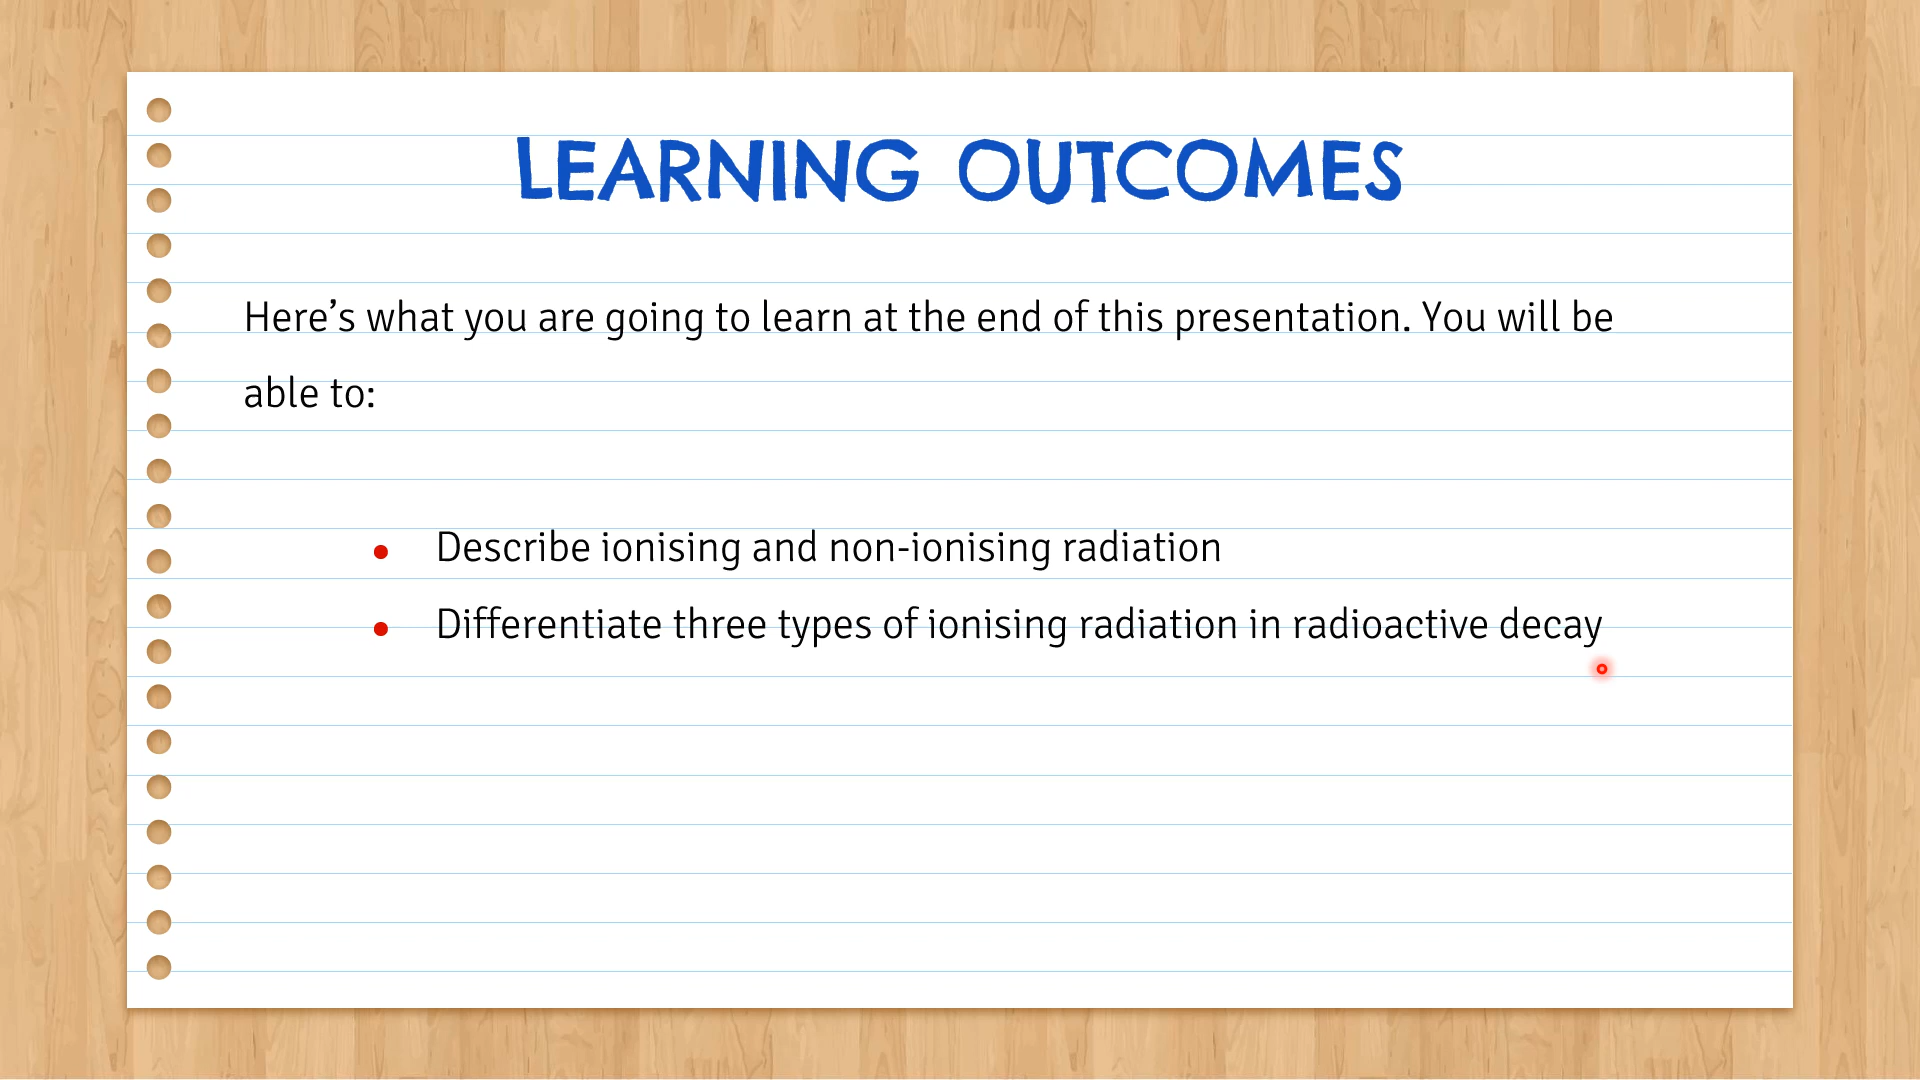 LEARNING OUTCOMES
Here’s what you are going to learn at the end of this presentation. You will be
able to:
• Describe ionising and non-ionising radiation
• Differentiate three types of ionising radiation in radioactive decay